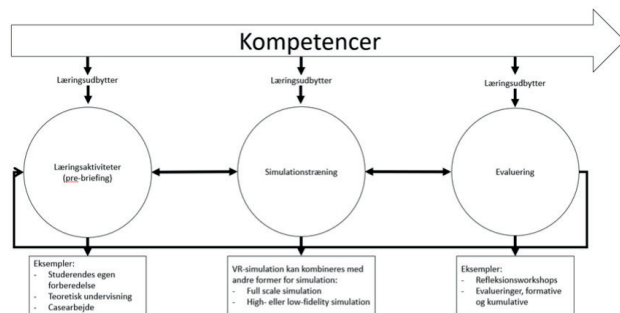 Kompetencer
Læringsudbytter
Læringsudbytter
Læringsudbytter
Læringsaktiviteter
(pre-briefing)
Simulationstræning
Evaluering
Eksempler:
- Studerendes egen
forberedelse
- Teoretisk undervisning
- Casearbejde
VR-simulation kan kombineres med
andre former for simulation:
- Full scale simulation
- High- eller low-fidelity simulation
Eksempler:
- Refleksionsworkshops
- Evalueringer, formative
og kumulative